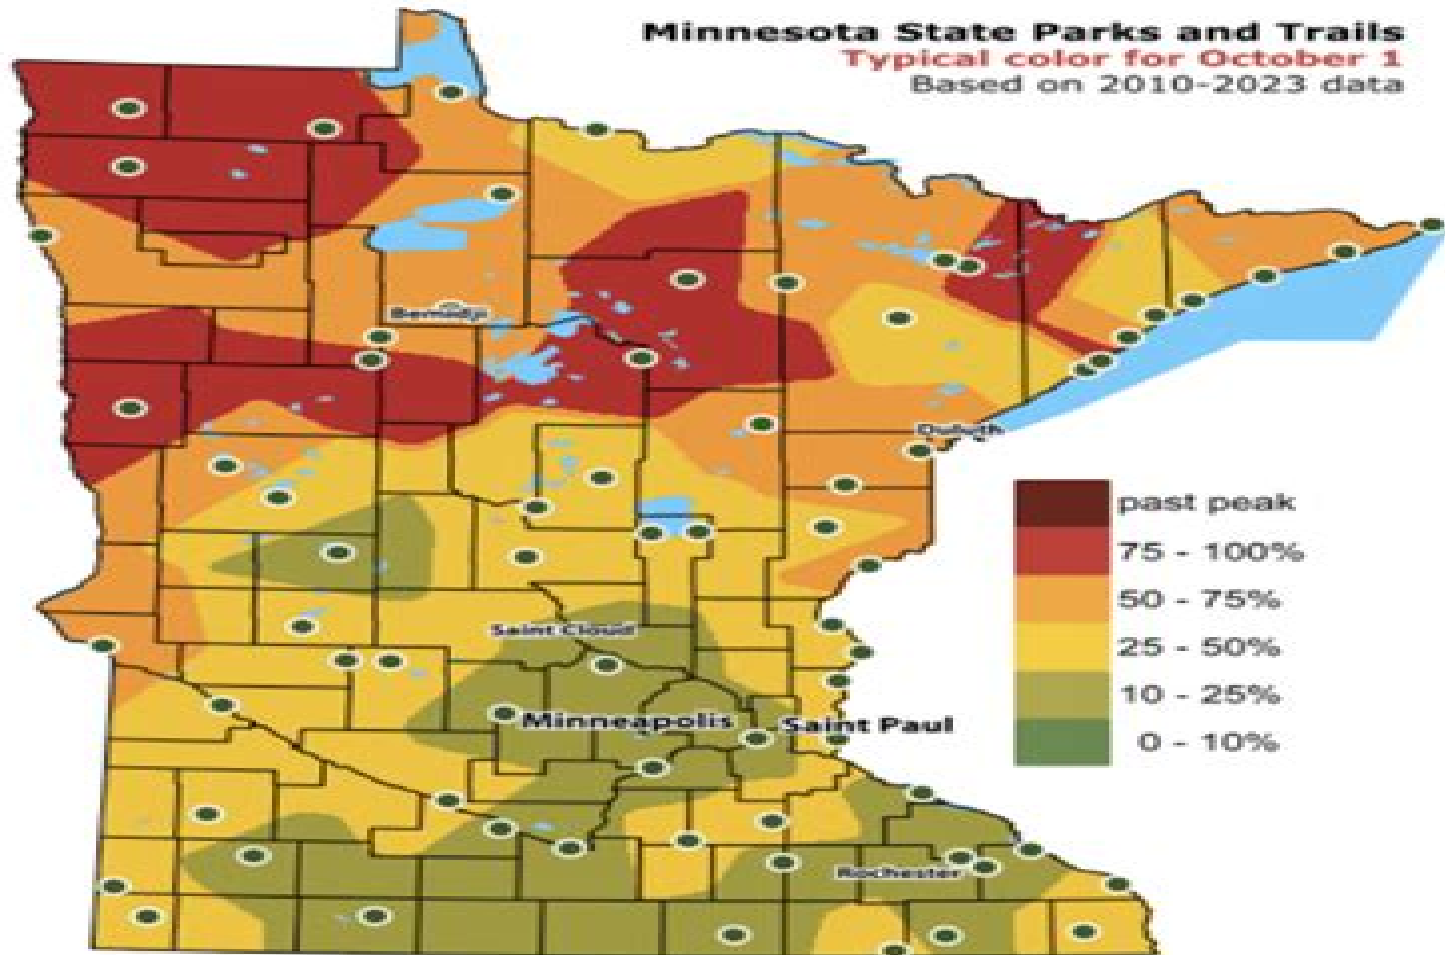 Minnesota State Parks and Trails
Typical color for October 1
Based on 2010-2023 data
Bemidji
Duluth
past peak
75 - 100%
50 - 75%
25 - 50%
10 - 25%
0 - 10%
Saint Cloud
Minneapolis
Saint Paul
Rochester